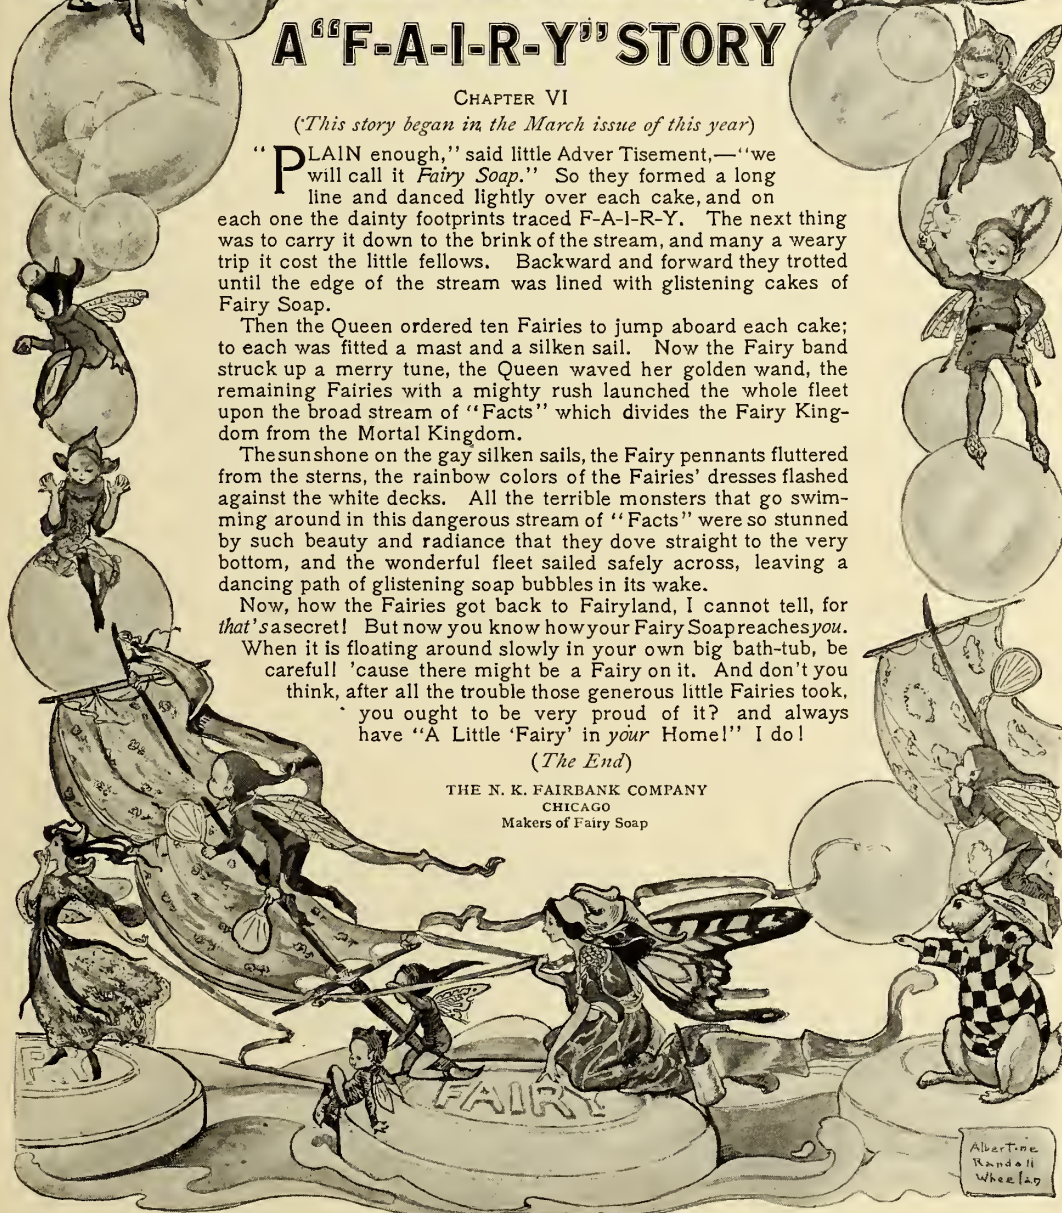 A "F-A-I-R-Y" STORY
CHAPTER VI
(This story began in the March issue of this year)
"PLAIN enough," said little Adver Tisement,—"we
will call it Fairy Soap." So they formed a long
line and danced lightly over each cake, and on
each one the dainty footprints traced F-A-I-R-Y. The next thing
was to carry it down to the brink of the stream, and many a weary
trip it cost the little fellows. Backward and forward they trotted
until the edge of the stream was lined with glistening cakes of
Fairy Soap.
Then the Queen ordered ten Fairies to jump aboard each cake;
to each was fitted a mast and a silken sail. Now the Fairy band
struck up a merry tune, the Queen waved her golden wand, the
remaining Fairies with a mighty rush launched the whole fleet
upon the broad stream of "Facts" which divides the Fairy King-
dom from the Mortal Kingdom.
The sun shone on the gay silken sails, the Fairy pennants fluttered
from the sterns, the rainbow colors of the Fairies' dresses flashed
against the white decks. All the terrible monsters that go swim-
ming around in this dangerous stream of "Facts" were so stunned
by such beauty and radiance that they dove straight to the very
bottom, and the wonderful fleet sailed safely across, leaving a
dancing path of glistening soap bubbles in its wake.
Now, how the Fairies got back to Fairyland, I cannot tell, for
that's a secret! But now you know how your Fairy Soap reaches you.
When it is floating around slowly in your own big bath-tub, be
carefull 'cause there might be a Fairy on it. And don't you
think, after all the trouble those generous little Fairies took,
you ought to be very proud of it? and always
have "A Little 'Fairy' in your Home!" I do!
(The End)
THE N. K. FAIRBANK COMPANY
CHICAGO
Makers of Fairy Soap
FAIRY
Albertine
Randall
Wheelan